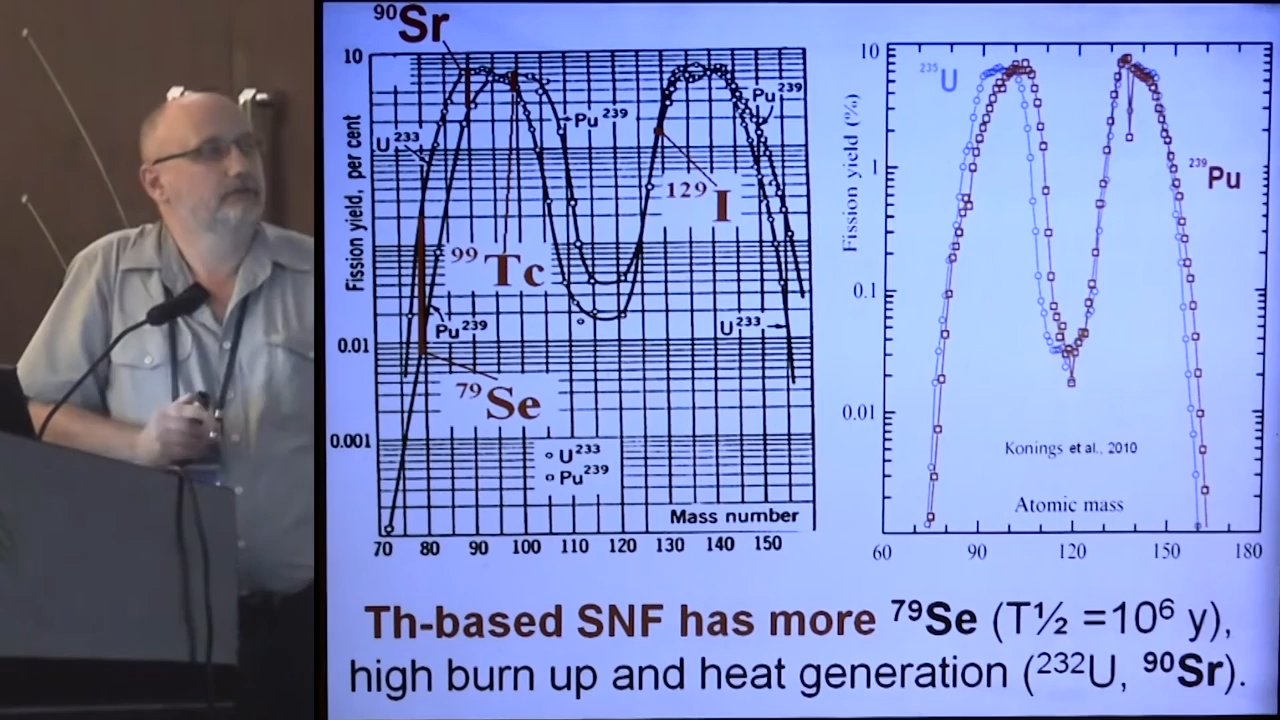 ⁹⁰Sr
10
Fission yield, per cent
U²³³
Pu²³⁹
Pu²³⁹
¹²⁹I
⁹⁹Tc
0.01
Pu²³⁹
U²³³
⁷⁹Se
0.001
U²³³
Pu²³⁹
Mass number
70 80 90 100 110 120 130 140 150
10
²³⁵U
Fission yield (%)
1
²³⁹Pu
0.1
0.01
Konings et al., 2010
Atomic mass
60 90 120 150 180
Th-based SNF has more ⁷⁹Se (T½ =10⁶ y),
high burn up and heat generation (²³²U, ⁹⁰Sr).